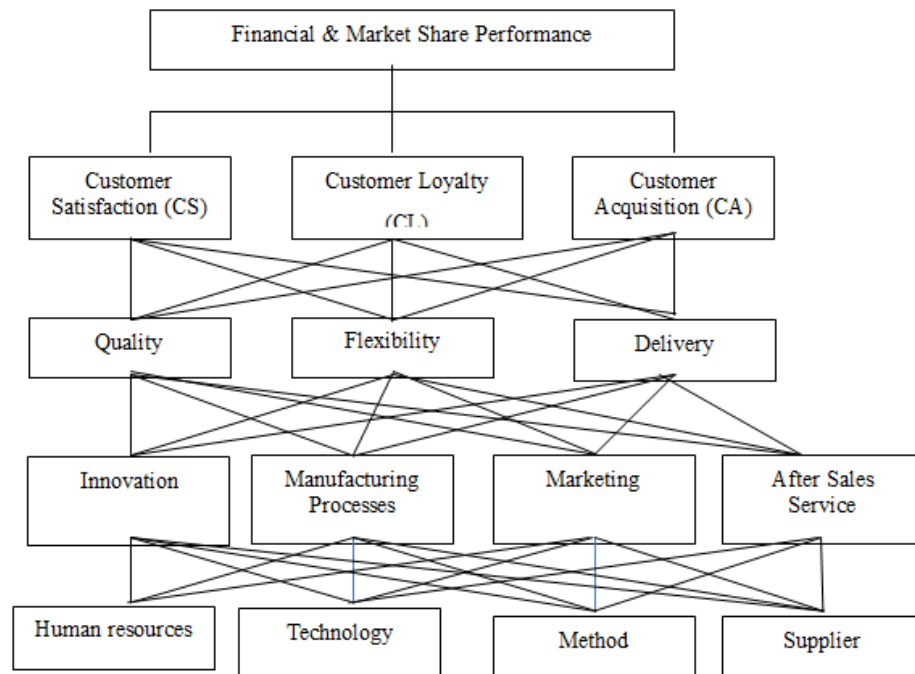 Financial & Market Share Performance
Customer
Satisfaction (CS)
Customer Loyalty
(CL)
Customer
Acquisition (CA)
Quality
Flexibility
Delivery
Innovation
Manufacturing
Processes
Marketing
After Sales
Service
Human resources
Technology
Method
Supplier